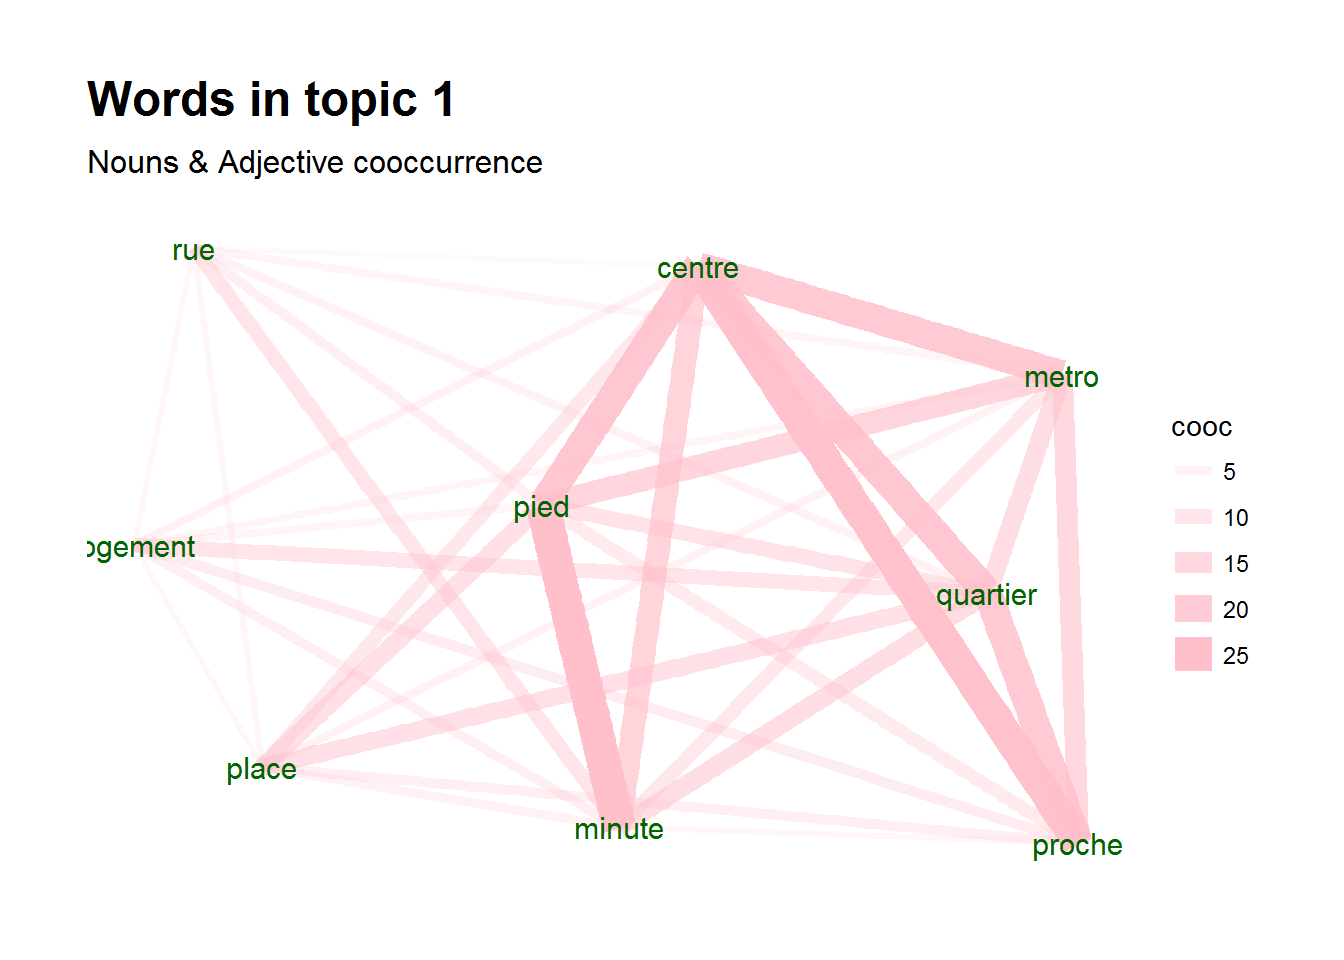 Words in topic 1
Nouns & Adjective cooccurrence
rue
centre
metro
cooc
5
pied
10
ogement
15
quartier
20
25
place
minute
proche